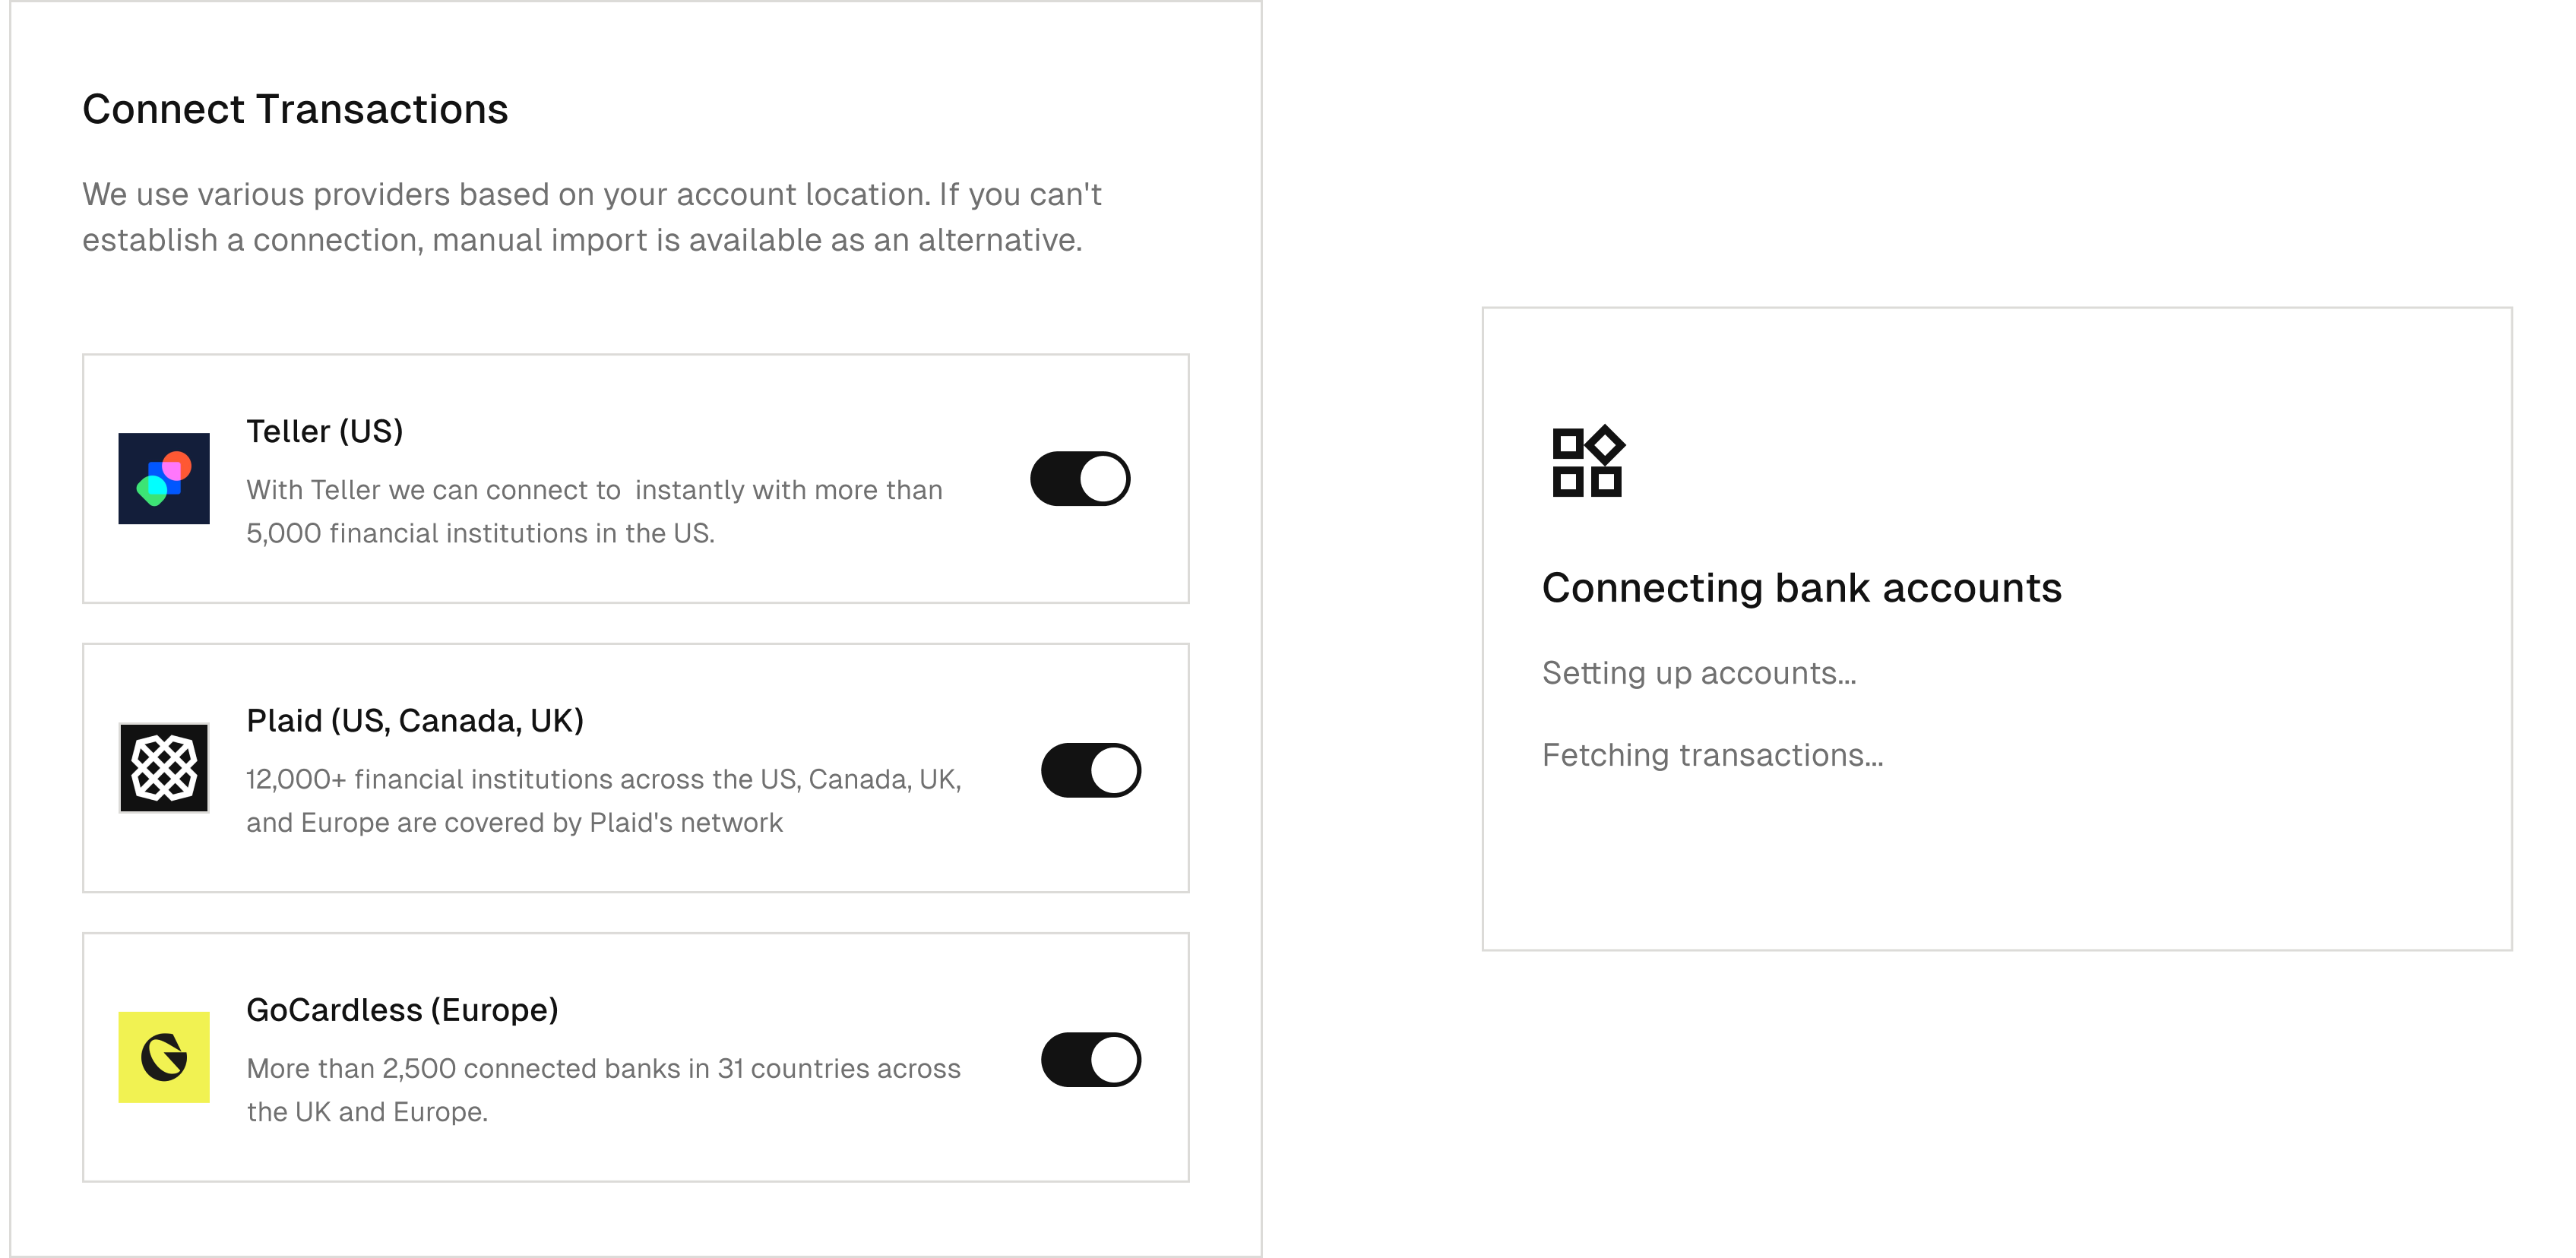 Connect Transactions
We use various providers based on your account location. If you can't
establish a connection, manual import is available as an alternative.
Teller (US)
With Teller we can connect to  instantly with more than
5,000 financial institutions in the US.
Plaid (US, Canada, UK)
12,000+ financial institutions across the US, Canada, UK,
and Europe are covered by Plaid's network
GoCardless (Europe)
More than 2,500 connected banks in 31 countries across
the UK and Europe.
Connecting bank accounts
Setting up accounts...
Fetching transactions...